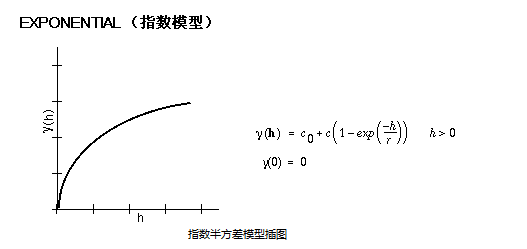 EXPONENTIAL（指数模型）
γ(h)
γ(h) = c₀ + c(1 − exp(−h/r))  h > 0
γ(0) = 0
h
指数半方差模型插图